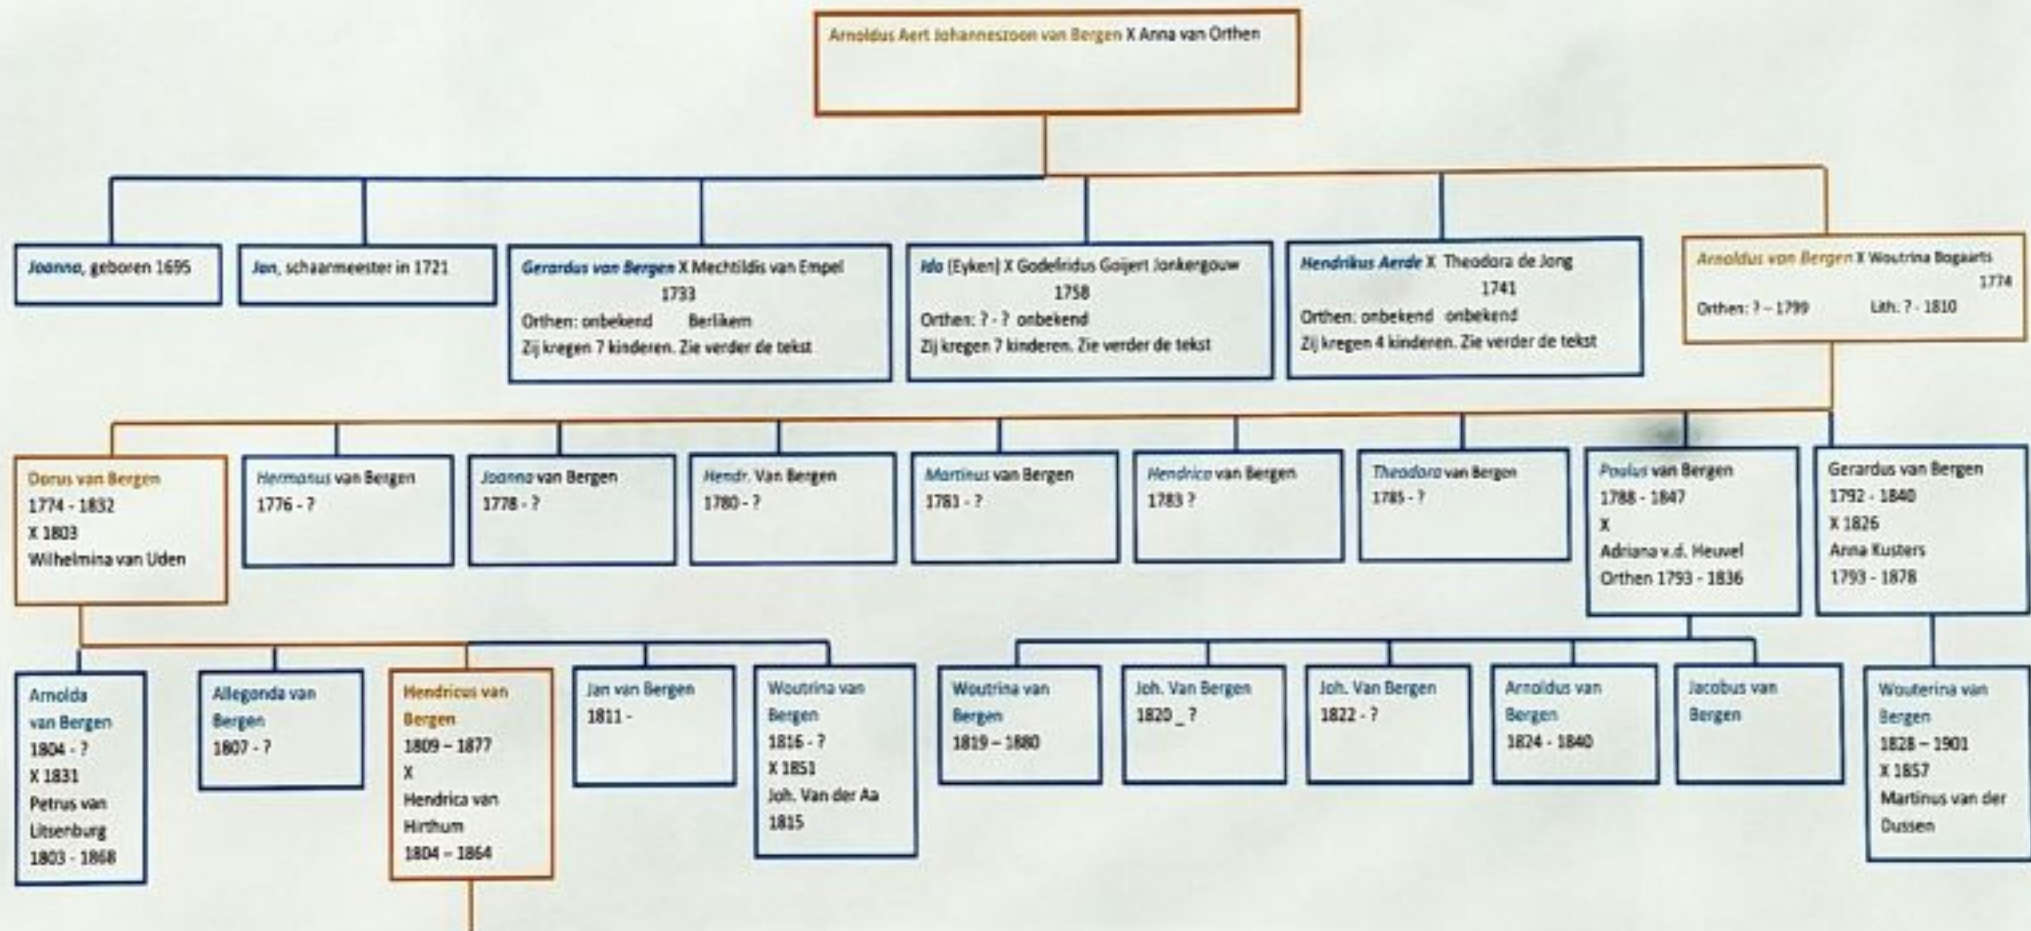 Arnoldus Aert Johanneszoon van Bergen X Anna van Orthen
Joanna, geboren 1695
Jan, schaarmeester in 1721
Gerardus van Bergen X Mechtildis van Empel
1733
Orthen: onbekend Berlikem
Zij kregen 7 kinderen. Zie verder de tekst
Ida (Eyken) X Godefridus Goijert Jonkergouw
1758
Orthen: ? - ? onbekend
Zij kregen 7 kinderen. Zie verder de tekst
Hendrikus Aerde X Theodora de Jong
1741
Orthen: onbekend onbekend
Zij kregen 4 kinderen. Zie verder de tekst
Arnoldus van Bergen X Woutrina Bogaarts
1774
Orthen: ? – 1799 Lith: ? - 1810
Dorus van Bergen
1774 - 1832
X 1803
Wilhelmina van Uden
Hermanus van Bergen
1776 - ?
Joanna van Bergen
1778 - ?
Hendr. Van Bergen
1780 - ?
Martinus van Bergen
1781 - ?
Hendrica van Bergen
1783 ?
Theodora van Bergen
1785 - ?
Paulus van Bergen
1788 - 1847
X
Adriana v.d. Heuvel
Orthen 1793 - 1836
Gerardus van Bergen
1792 - 1840
X 1826
Anna Kusters
1793 - 1878
Arnolda
van Bergen
1804 - ?
X 1831
Petrus van
Litsenburg
1803 - 1868
Allegonda van
Bergen
1807 - ?
Hendricus van
Bergen
1809 – 1877
X
Hendrica van
Hirthum
1804 – 1864
Jan van Bergen
1811 -
Woutrina van
Bergen
1816 - ?
X 1851
Joh. Van der Aa
1815
Woutrina van
Bergen
1819 – 1880
Joh. Van Bergen
1820 _ ?
Joh. Van Bergen
1822 - ?
Arnoldus van
Bergen
1824 - 1840
Jacobus van
Bergen
Wouterina van
Bergen
1828 – 1901
X 1857
Martinus van der
Dussen